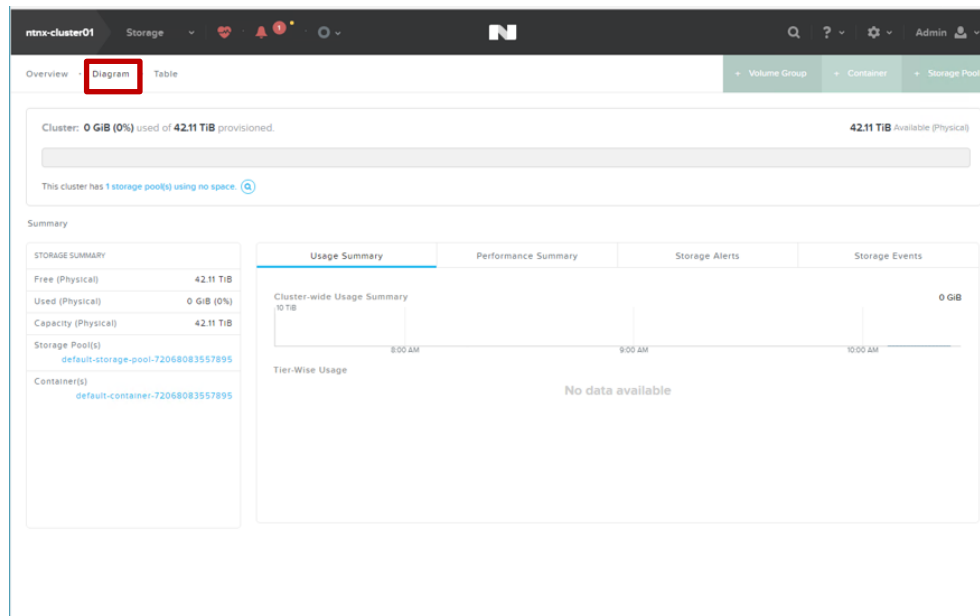 ntnx-cluster01 Storage 1 ? Admin
Overview · Diagram · Table + Volume Group + Container + Storage Pool
Cluster: 0 GiB (0%) used of 42.11 TiB provisioned. 42.11 TiB Available (Physical)
This cluster has 1 storage pool(s) using no space.
Summary
STORAGE SUMMARY
Free (Physical) 42.11 TiB
Used (Physical) 0 GiB (0%)
Capacity (Physical) 42.11 TiB
Storage Pool(s)
default-storage-pool-72068083557895
Container(s)
default-container-72068083557895
Usage Summary Performance Summary Storage Alerts Storage Events
Cluster-wide Usage Summary 0 GiB
10 TiB
8:00 AM 9:00 AM 10:00 AM
Tier-Wise Usage
No data available